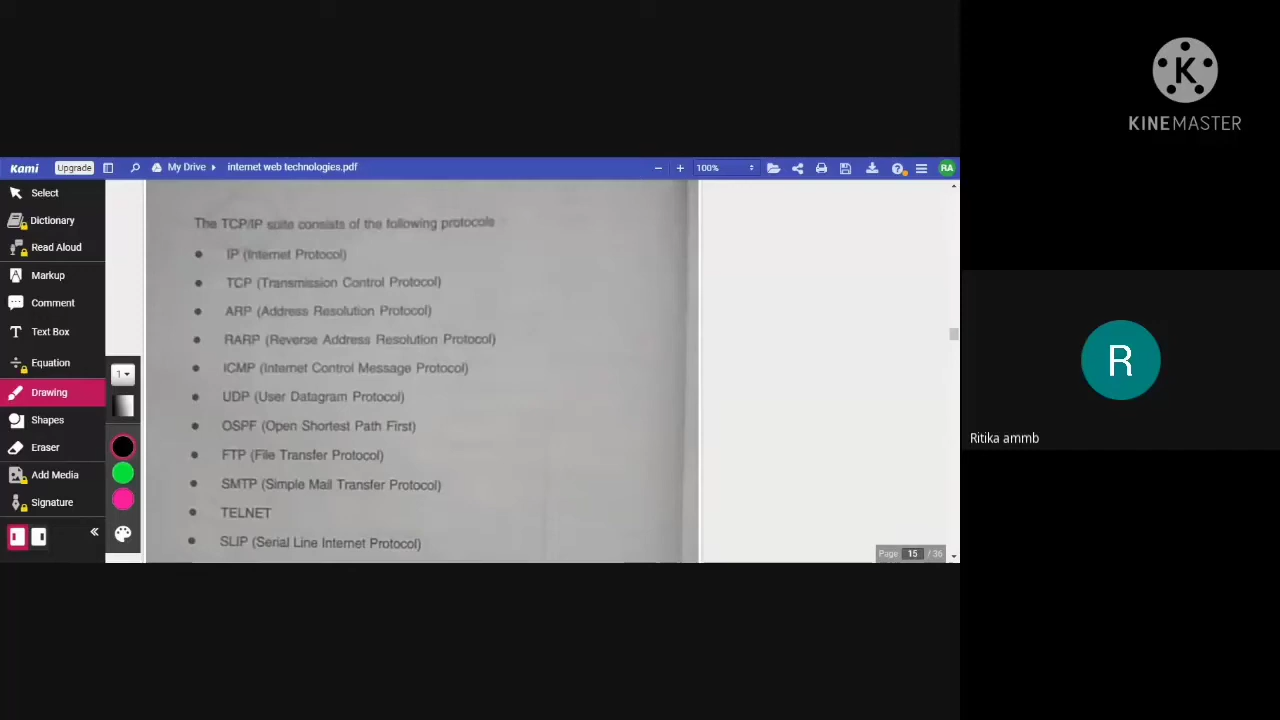 K
KINEMASTER
Kami
Upgrade
My Drive
internet web technologies.pdf
100%
RA
Select
Dictionary
Read Aloud
Markup
Comment
Text Box
Equation
Drawing
Shapes
Eraser
Add Media
Signature
1
The TCP/IP suite consists of the following protocols
• IP (Internet Protocol)
• TCP (Transmission Control Protocol)
• ARP (Address Resolution Protocol)
• RARP (Reverse Address Resolution Protocol)
• ICMP (Internet Control Message Protocol)
• UDP (User Datagram Protocol)
• OSPF (Open Shortest Path First)
• FTP (File Transfer Protocol)
• SMTP (Simple Mail Transfer Protocol)
• TELNET
• SLIP (Serial Line Internet Protocol)
Page 15 / 36
R
Ritika ammb